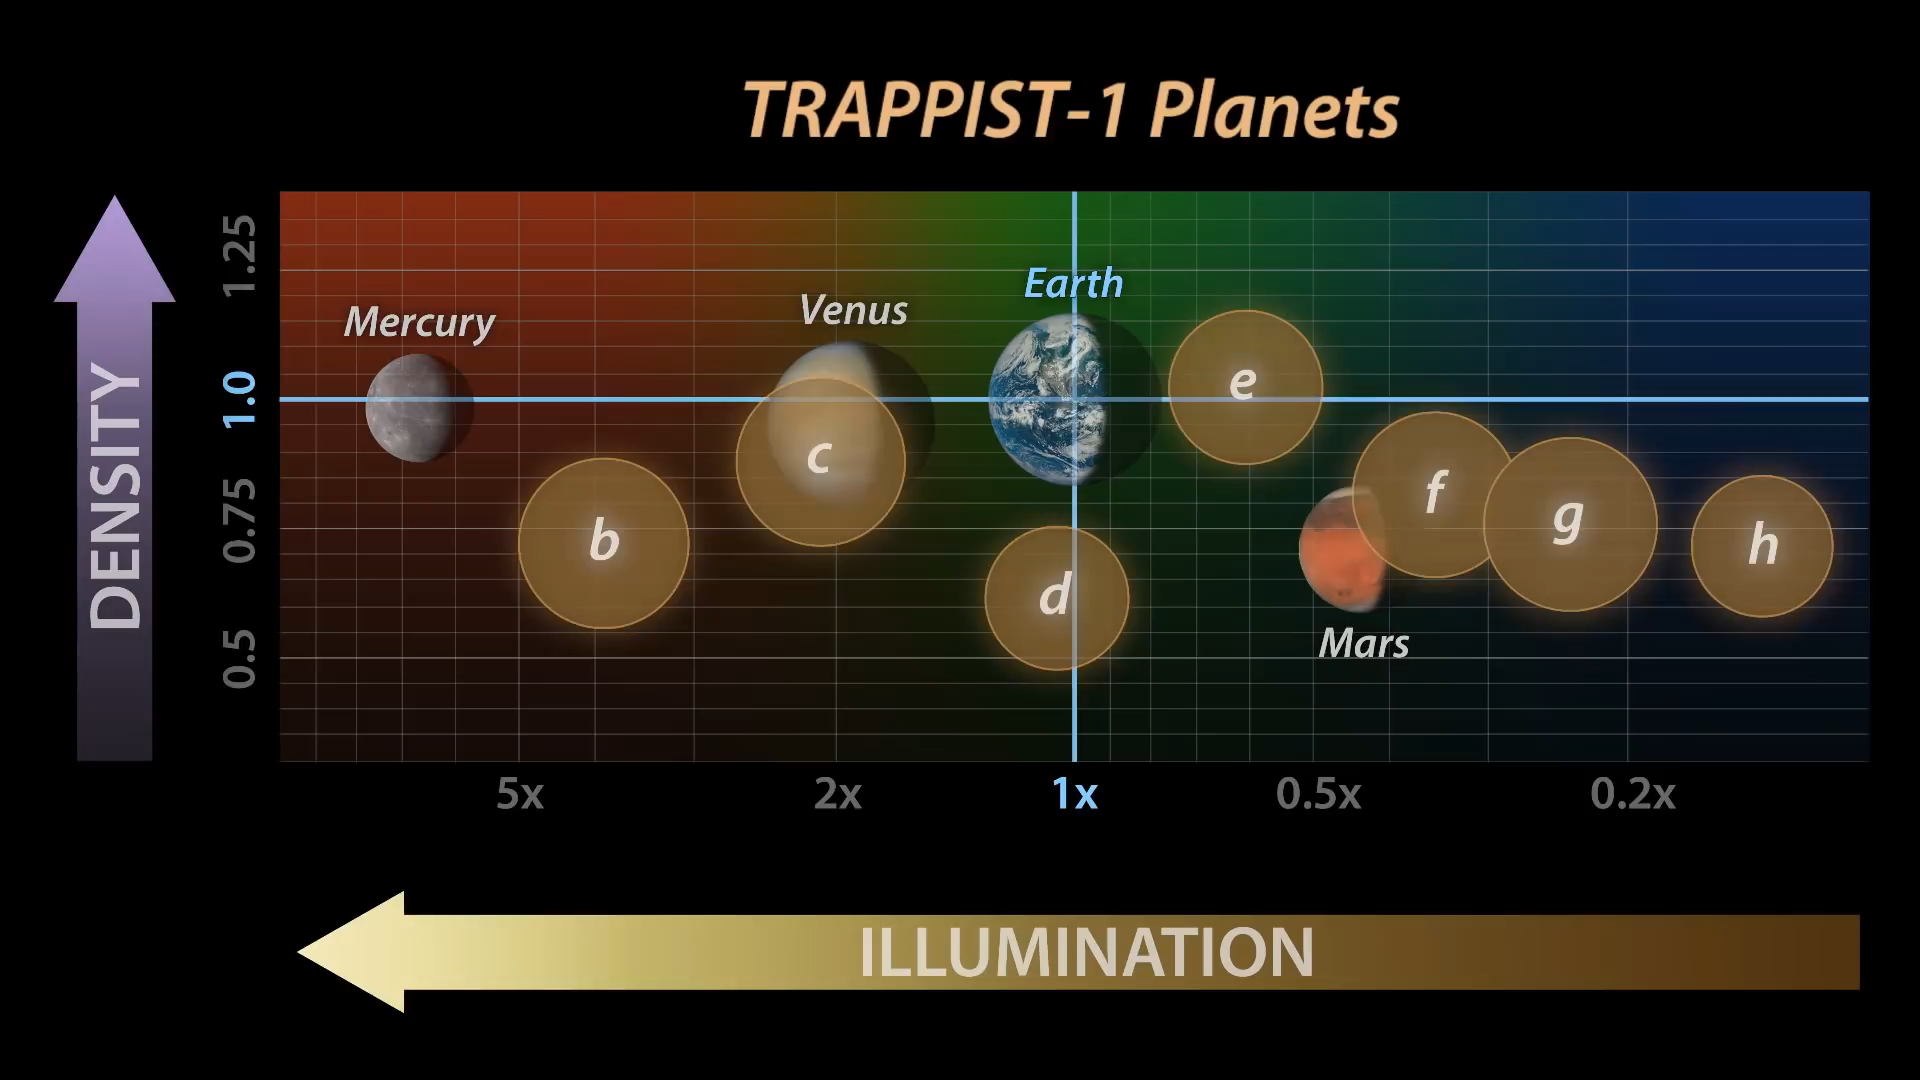 TRAPPIST-1 Planets
DENSITY
1.25
1.0
0.75
0.5
Mercury
Venus
Earth
Mars
b
c
d
e
f
g
h
5x
2x
1x
0.5x
0.2x
ILLUMINATION